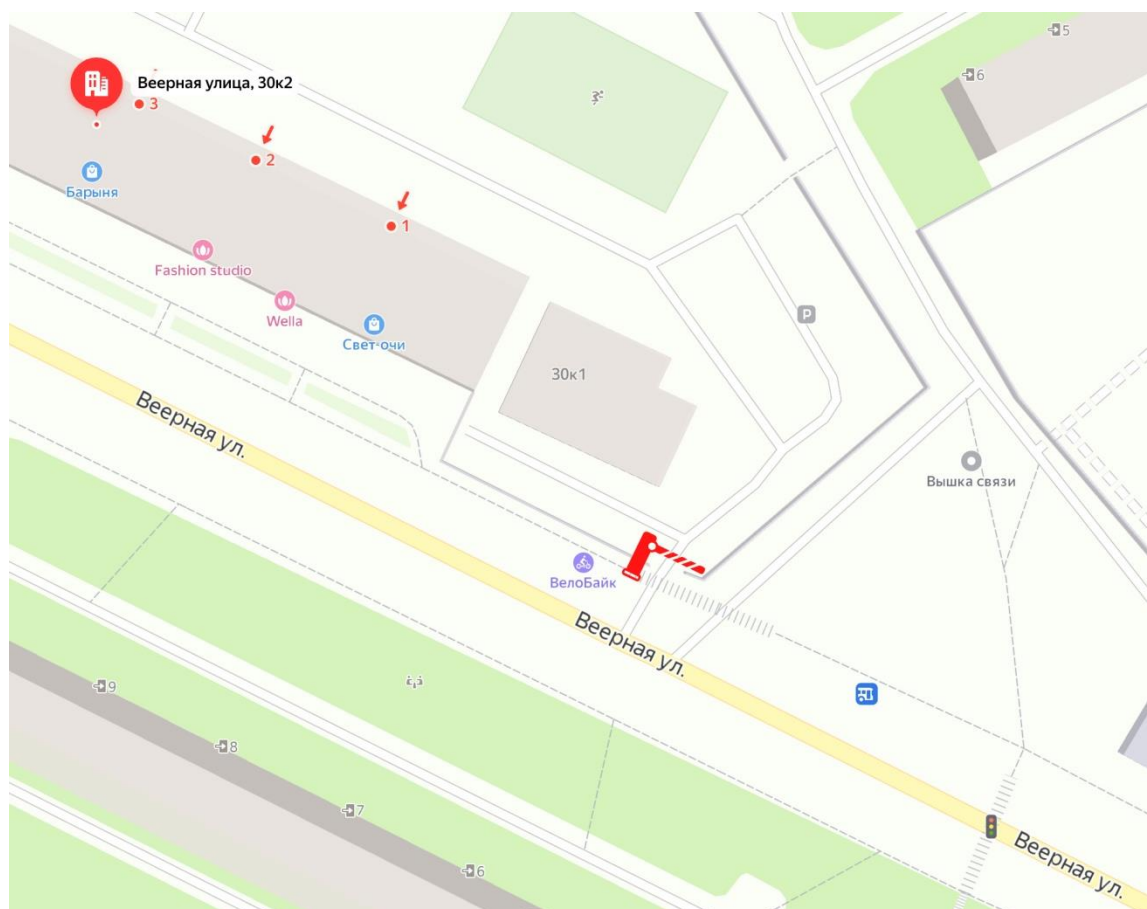 5
6
Веерная улица, 30к2
3
2
1
Барыня
Fashion studio
Wella
Свет-очи
P
30к1
Веерная ул.
Вышка связи
ВелоБайк
Веерная ул.
9
8
7
6
Веерная ул.